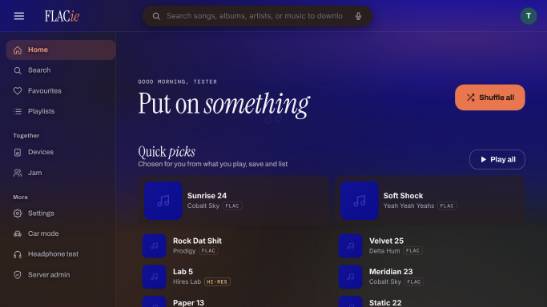 FLACie
Search songs, albums, artists, or music to downlo
T
Home
Search
Favourites
Playlists
Together
Devices
Jam
More
Settings
Car mode
Headphone test
Server admin
GOOD MORNING, TESTER
Put on something
Shuffle all
Quick picks
Chosen for you from what you play, save and list
Play all
Sunrise 24
Cobalt Sky FLAC
Soft Shock
Yeah Yeah Yeahs FLAC
Rock Dat Shit
Prodigy FLAC
Velvet 25
Delta Hum FLAC
Lab 5
Hires Lab HI-RES
Meridian 23
Cobalt Sky FLAC
Paper 13
Static 22